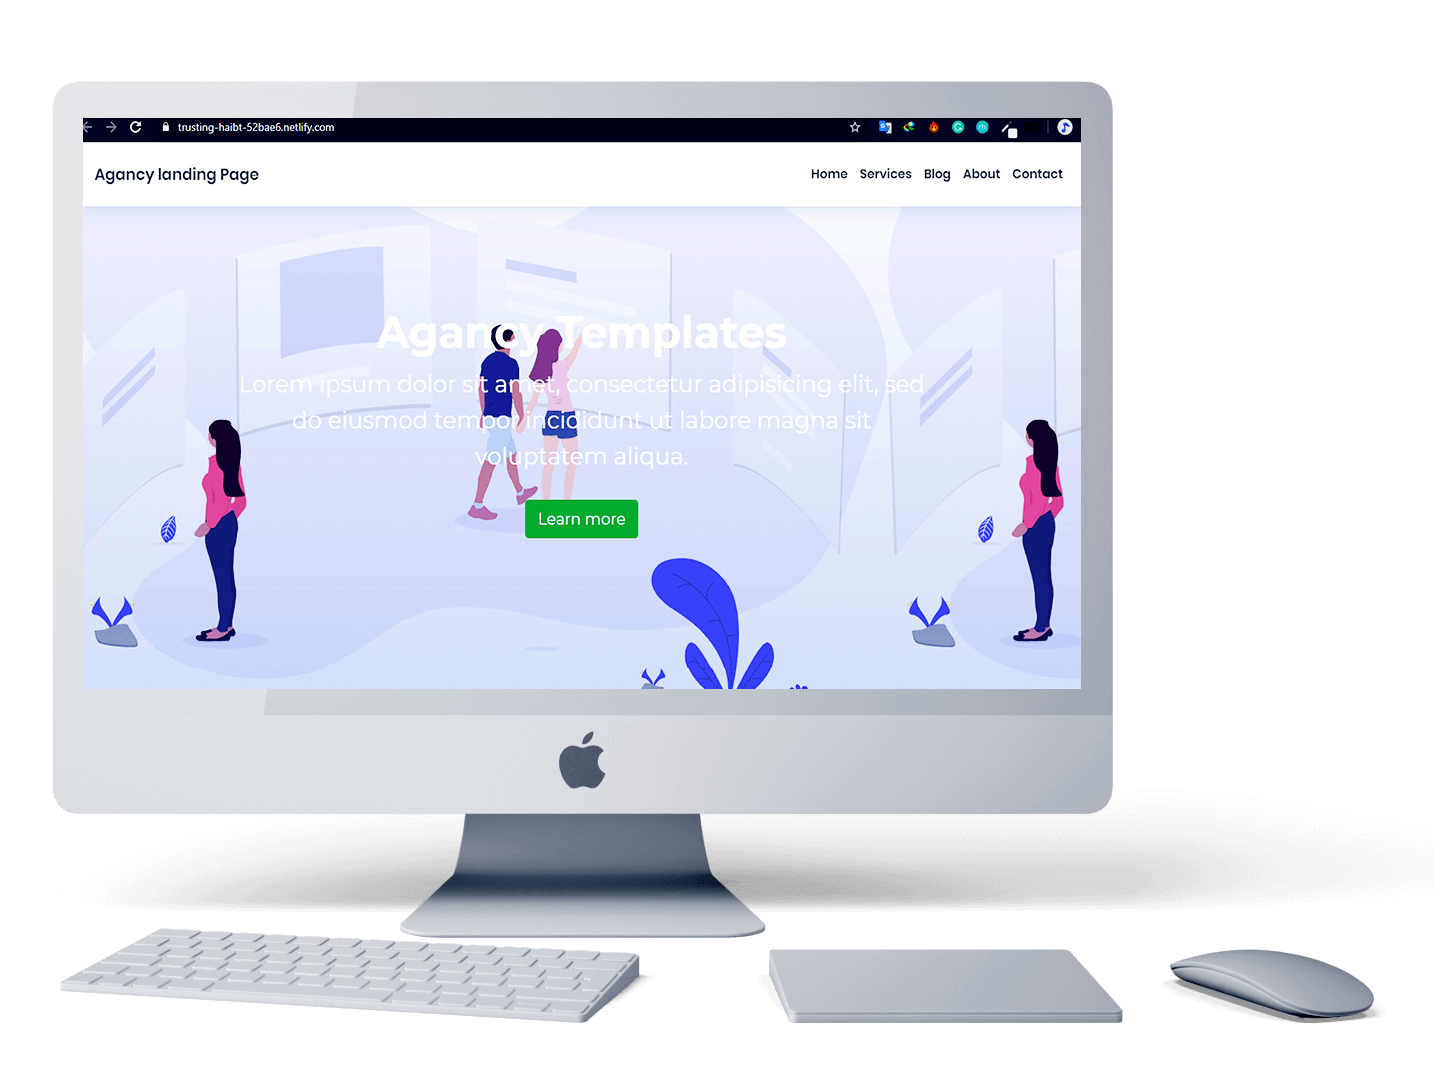 trusting-haibt-52bae6.netlify.com
Agancy landing Page
Home Services Blog About Contact
Agancy Templates
Lorem ipsum dolor sit amet, consectetur adipisicing elit, sed
do eiusmod tempor incididunt ut labore magna sit
voluptatem aliqua.
Learn more